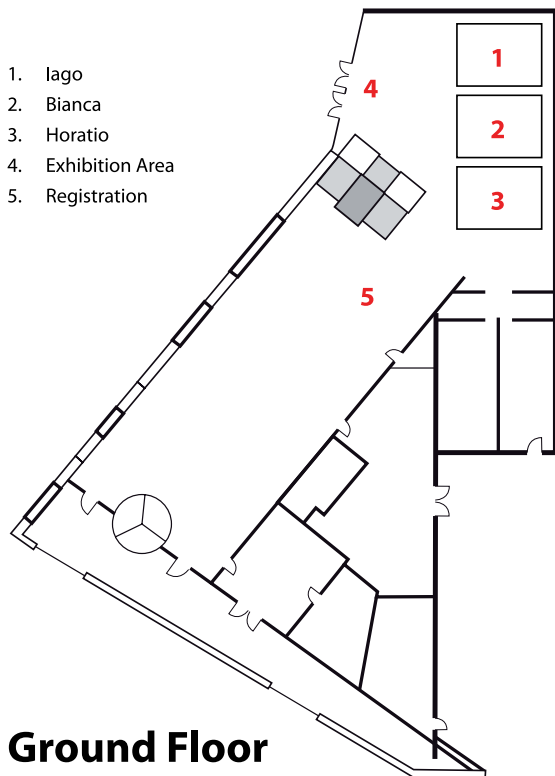 1. Iago
2. Bianca
3. Horatio
4. Exhibition Area
5. Registration
1
2
3
4
5
Ground Floor